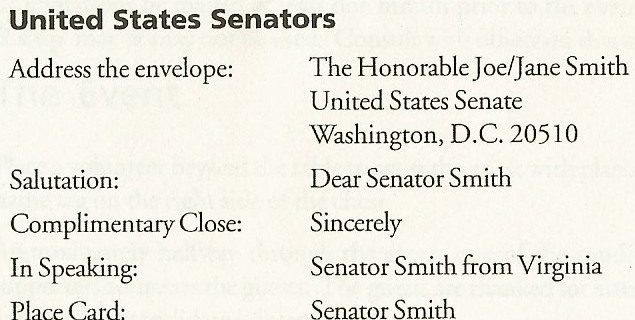 United States Senators
Address the envelope: The Honorable Joe/Jane Smith
United States Senate
Washington, D.C. 20510
Salutation: Dear Senator Smith
Complimentary Close: Sincerely
In Speaking: Senator Smith from Virginia
Place Card: Senator Smith